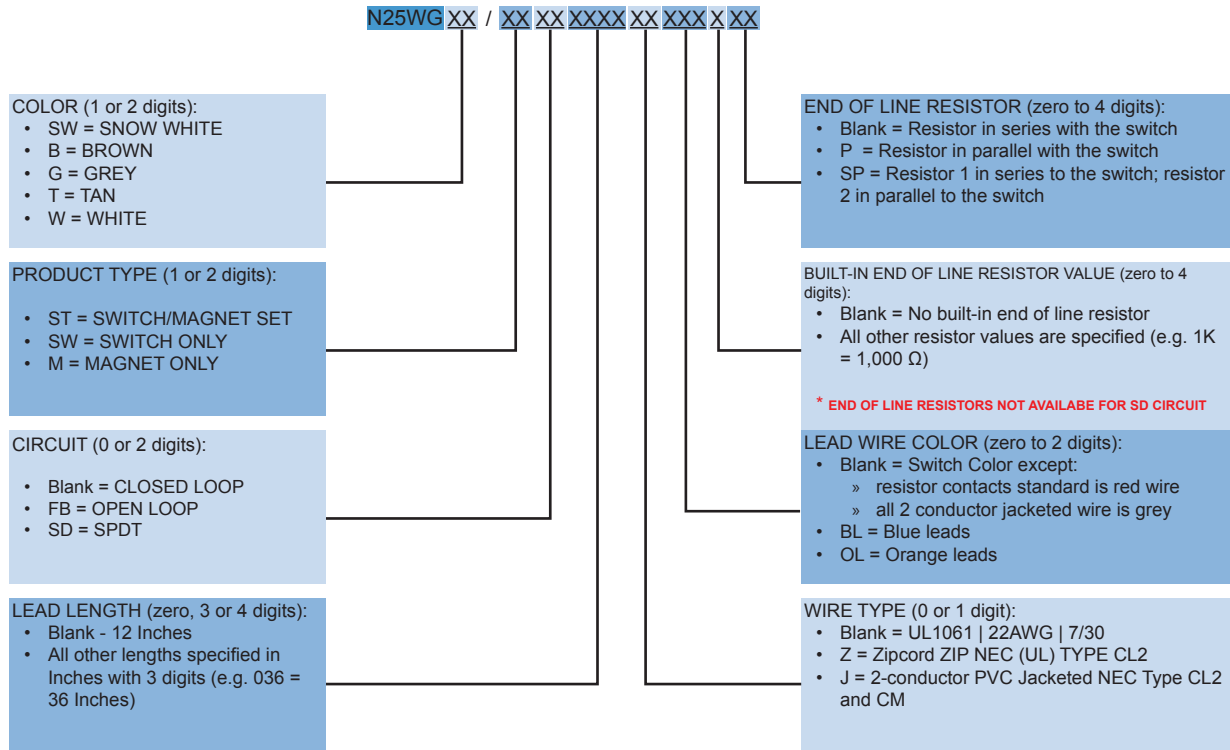 N25WG XX / XX XX XXXX XX XXX X XX
COLOR (1 or 2 digits):
• SW = SNOW WHITE
• B = BROWN
• G = GREY
• T = TAN
• W = WHITE
PRODUCT TYPE (1 or 2 digits):
• ST = SWITCH/MAGNET SET
• SW = SWITCH ONLY
• M = MAGNET ONLY
CIRCUIT (0 or 2 digits):
• Blank = CLOSED LOOP
• FB = OPEN LOOP
• SD = SPDT
LEAD LENGTH (zero, 3 or 4 digits):
• Blank - 12 Inches
• All other lengths specified in
Inches with 3 digits (e.g. 036 =
36 Inches)
END OF LINE RESISTOR (zero to 4 digits):
• Blank = Resistor in series with the switch
• P = Resistor in parallel with the switch
• SP = Resistor 1 in series to the switch; resistor
2 in parallel to the switch
BUILT-IN END OF LINE RESISTOR VALUE (zero to 4
digits):
• Blank = No built-in end of line resistor
• All other resistor values are specified (e.g. 1K
= 1,000 Ω)
* END OF LINE RESISTORS NOT AVAILABE FOR SD CIRCUIT
LEAD WIRE COLOR (zero to 2 digits):
• Blank = Switch Color except:
» resistor contacts standard is red wire
» all 2 conductor jacketed wire is grey
• BL = Blue leads
• OL = Orange leads
WIRE TYPE (0 or 1 digit):
• Blank = UL1061 | 22AWG | 7/30
• Z = Zipcord ZIP NEC (UL) TYPE CL2
• J = 2-conductor PVC Jacketed NEC Type CL2
and CM